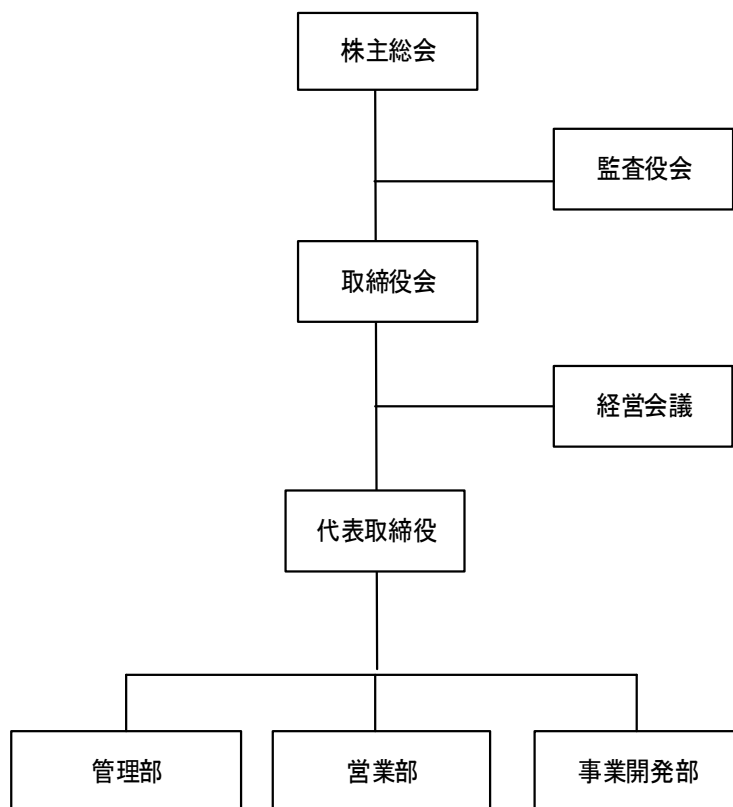 株主総会
監査役会
取締役会
経営会議
代表取締役
管理部
営業部
事業開発部